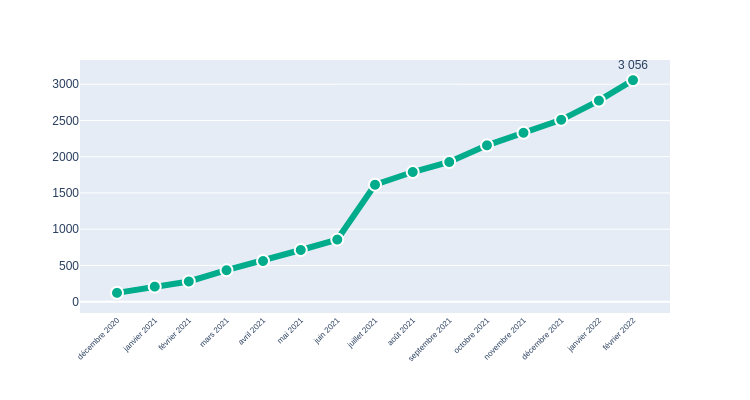 3 056
3000
2500
2000
1500
1000
500
0
décembre 2020
janvier 2021
février 2021
mars 2021
avril 2021
mai 2021
juin 2021
juillet 2021
août 2021
septembre 2021
octobre 2021
novembre 2021
décembre 2021
janvier 2022
février 2022